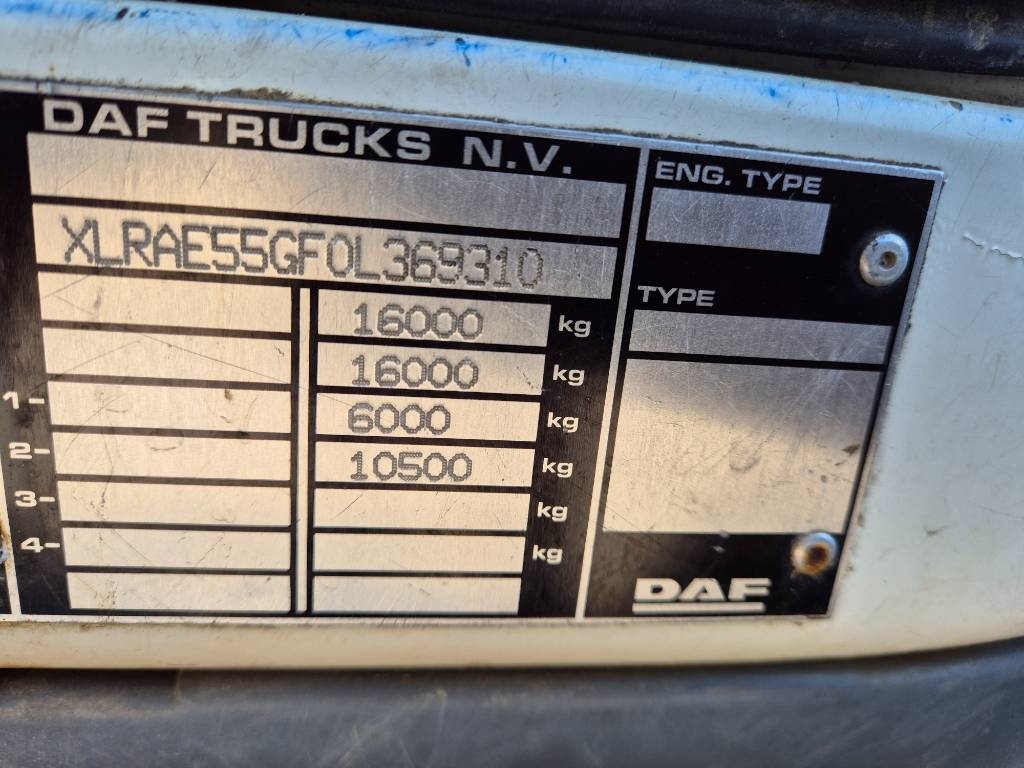 DAF TRUCKS N.V.
ENG. TYPE
XLRAE55GF0L369310
TYPE
16000 kg
16000 kg
1- 6000 kg
2- 10500 kg
3- kg
4- kg
DAF